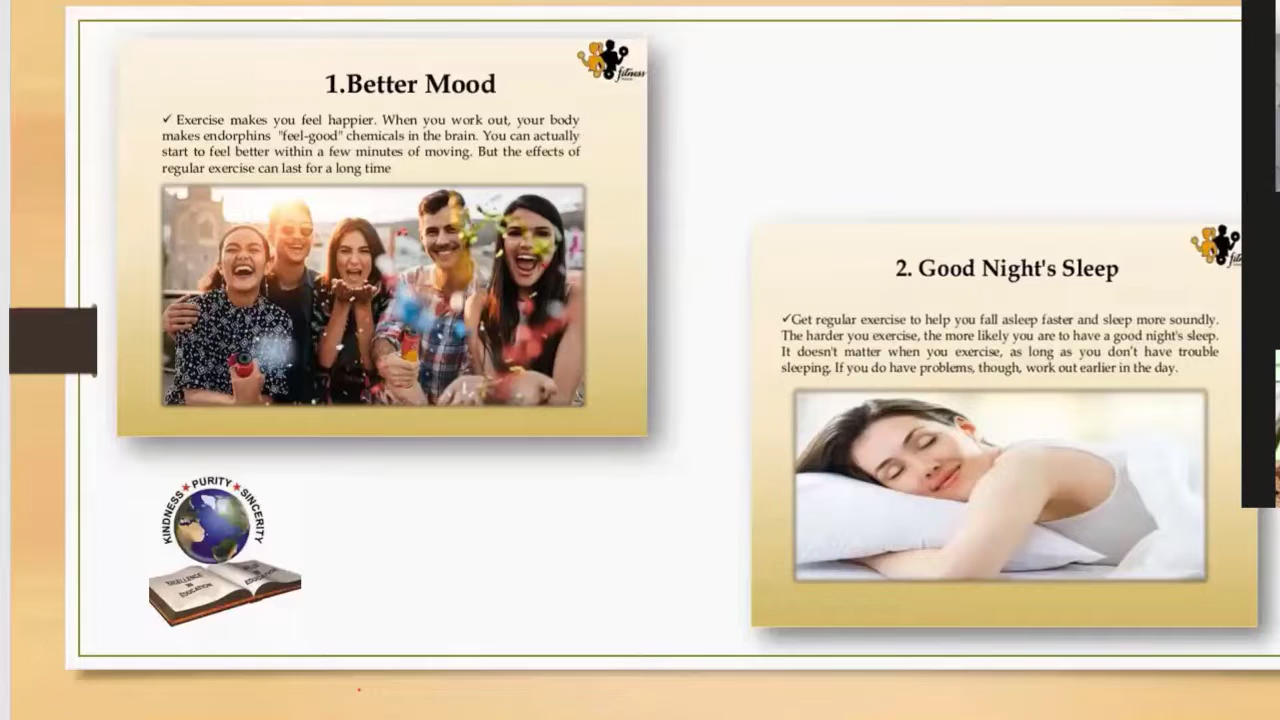 1.Better Mood
fitness
✓ Exercise makes you feel happier. When you work out, your body
makes endorphins "feel-good" chemicals in the brain. You can actually
start to feel better within a few minutes of moving. But the effects of
regular exercise can last for a long time
2. Good Night's Sleep
✓Get regular exercise to help you fall asleep faster and sleep more soundly.
The harder you exercise, the more likely you are to have a good night's sleep.
It doesn't matter when you exercise, as long as you don't have trouble
sleeping. If you do have problems, though, work out earlier in the day.
KINDNESS★PURITY★SINCERITY
EXCELLENCE
IN
EDUCATION